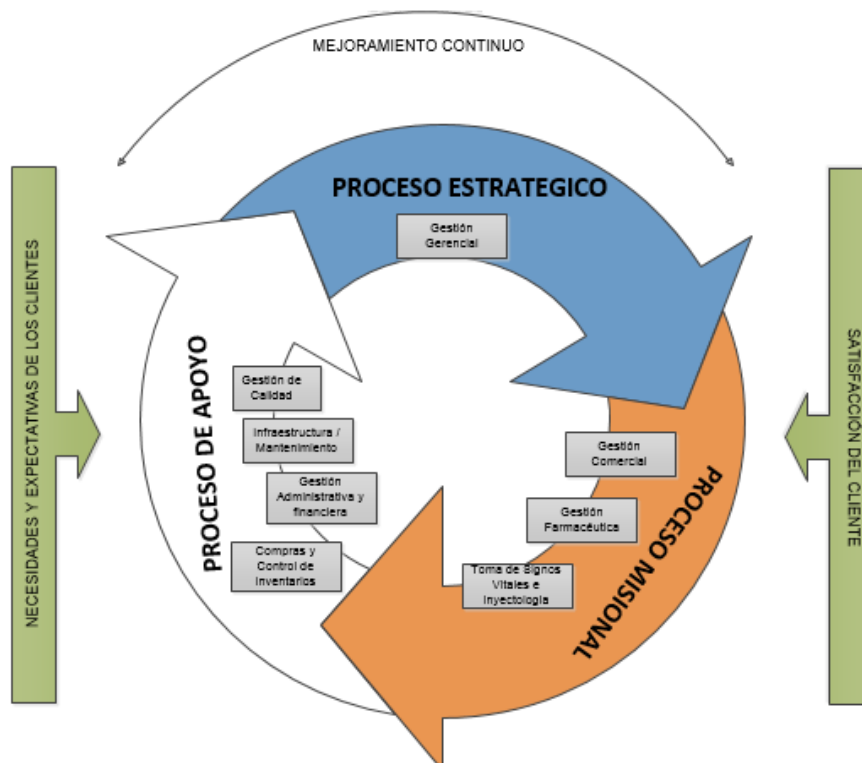 MEJORAMIENTO CONTINUO
PROCESO ESTRATEGICO
Gestión
Gerencial
NECESIDADES Y EXPECTATIVAS DE LOS CLIENTES
PROCESO DE APOYO
Gestión de
Calidad
Infraestructura /
Mantenimiento
Gestión
Administrativa y
financiera
Compras y
Control de
Inventarios
Gestión
Comercial
Gestión
Farmacéutica
Toma de Signos
Vitales e
Inyectología
PROCESO MISIONAL
SATISFACCIÓN DEL CLIENTE